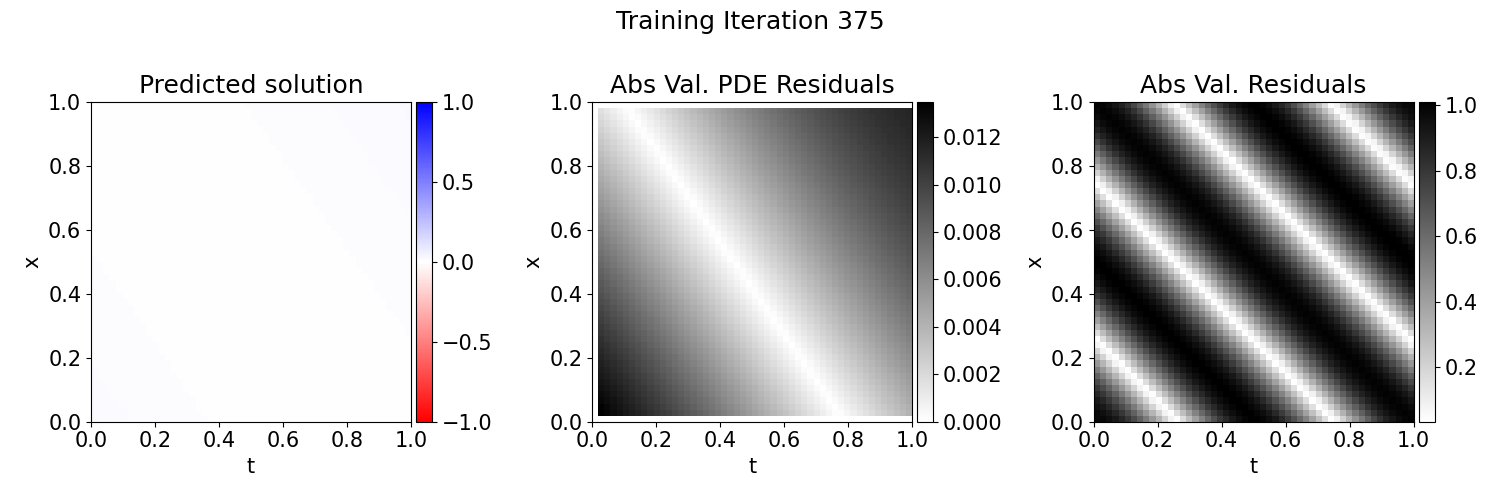 Training Iteration 375
Predicted solution
Abs Val. PDE Residuals
Abs Val. Residuals
1.0
0.8
0.6
0.4
0.2
0.0
x
0.0 0.2 0.4 0.6 0.8 1.0
t
1.0
0.5
0.0
−0.5
−1.0
1.0
0.8
0.6
0.4
0.2
0.0
x
0.0 0.2 0.4 0.6 0.8 1.0
t
0.012
0.010
0.008
0.006
0.004
0.002
0.000
1.0
0.8
0.6
0.4
0.2
0.0
x
0.0 0.2 0.4 0.6 0.8 1.0
t
1.0
0.8
0.6
0.4
0.2